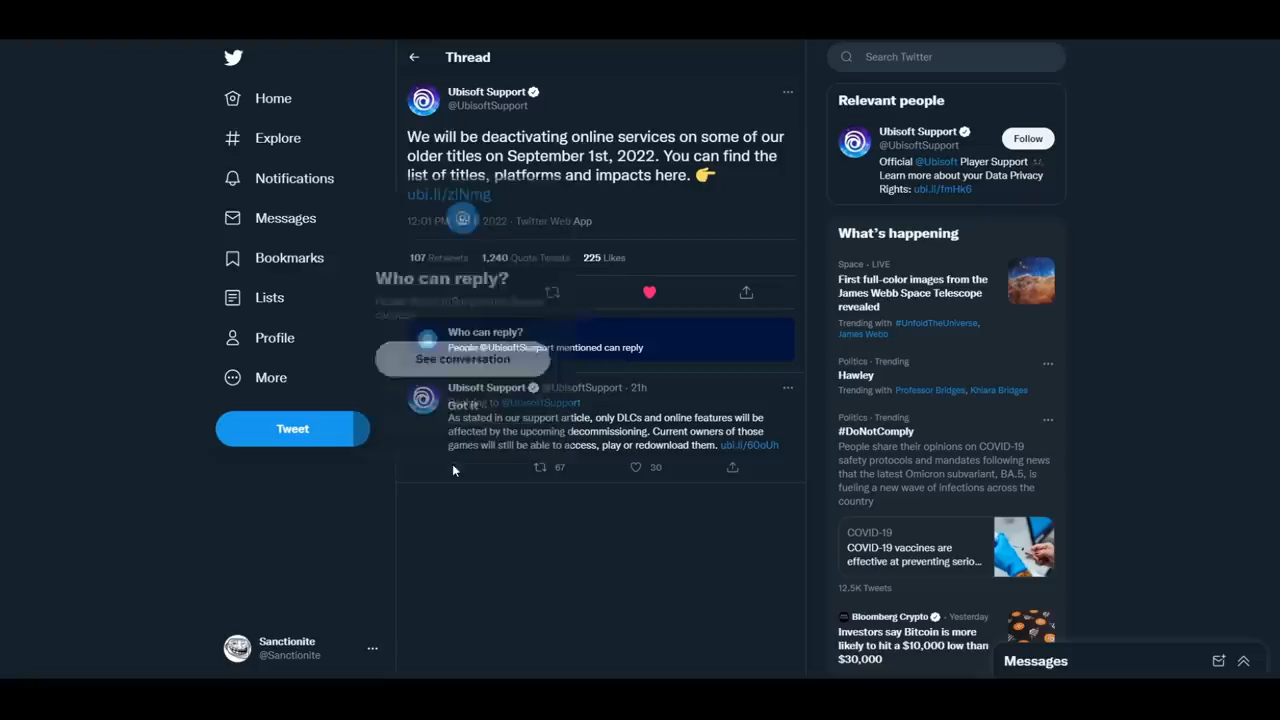 Home
Explore
Notifications
Messages
Bookmarks
Lists
Profile
More
Tweet
Sanctionite
@Sanctionite
Thread
Ubisoft Support
@UbisoftSupport
We will be deactivating online services on some of our
older titles on September 1st, 2022. You can find the
list of titles, platforms and impacts here. 👉
ubi.li/zlNmg
12:01 PM 2022 · Twitter Web App
107 Retweets 1,240 Quote Tweets 225 Likes
Who can reply?
See conversation
Got it
Who can reply?
People @UbisoftSupport mentioned can reply
Ubisoft Support @UbisoftSupport · 21h
Replying to @UbisoftSupport
As stated in our support article, only DLCs and online features will be
affected by the upcoming decommissioning. Current owners of those
games will still be able to access, play or redownload them. ubi.li/60oUh
67 30
Search Twitter
Relevant people
Ubisoft Support
@UbisoftSupport
Follow
Official @Ubisoft Player Support
Learn more about your Data Privacy
Rights: ubi.li/fmHk6
What's happening
Space · LIVE
First full-color images from the
James Webb Space Telescope
revealed
Trending with #UnfoldTheUniverse,
James Webb
Politics · Trending
Hawley
Trending with Professor Bridges, Khiara Bridges
Politics · Trending
#DoNotComply
People share their opinions on COVID-19
safety protocols and mandates following news
that the latest Omicron subvariant, BA.5, is
fueling a new wave of infections across the
country
COVID-19
COVID-19 vaccines are
effective at preventing serio...
12.5K Tweets
Bloomberg Crypto · Yesterday
Investors say Bitcoin is more
likely to hit a $10,000 low than
$30,000
Messages